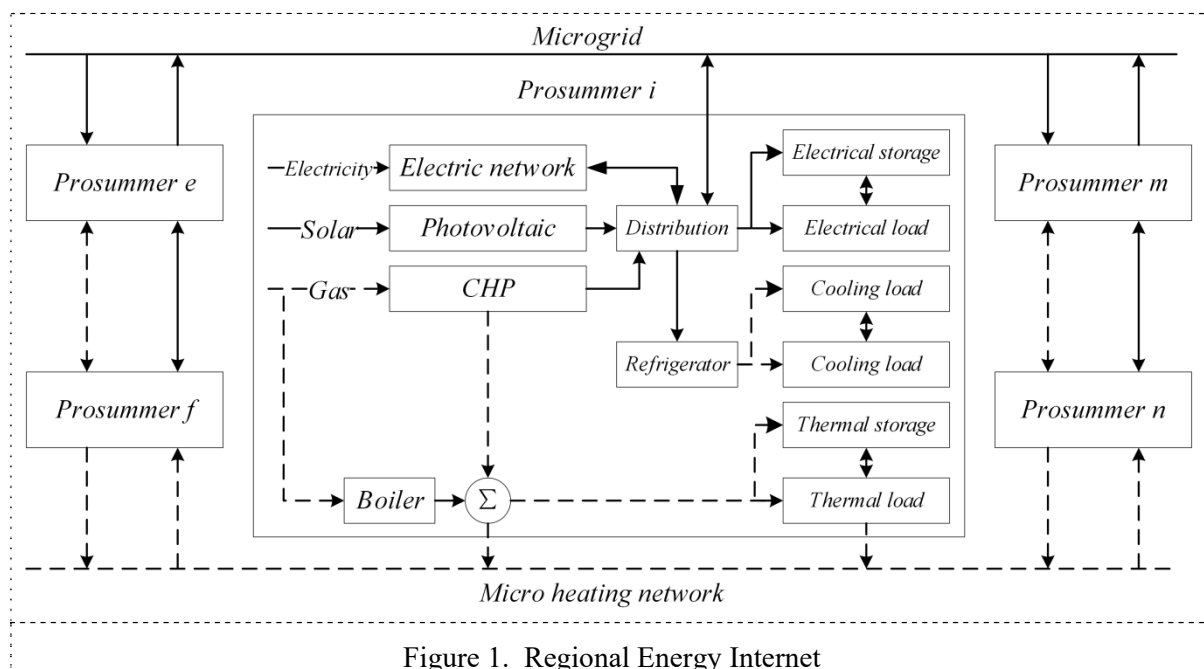 Microgrid
Prosummer i
Prosummer e
Electricity
Electric network
Electrical storage
Prosummer m
Solar
Photovoltaic
Distribution
Electrical load
Gas
CHP
Cooling load
Refrigerator
Cooling load
Prosummer f
Thermal storage
Prosummer n
Boiler
Σ
Thermal load
Micro heating network
Figure 1. Regional Energy Internet